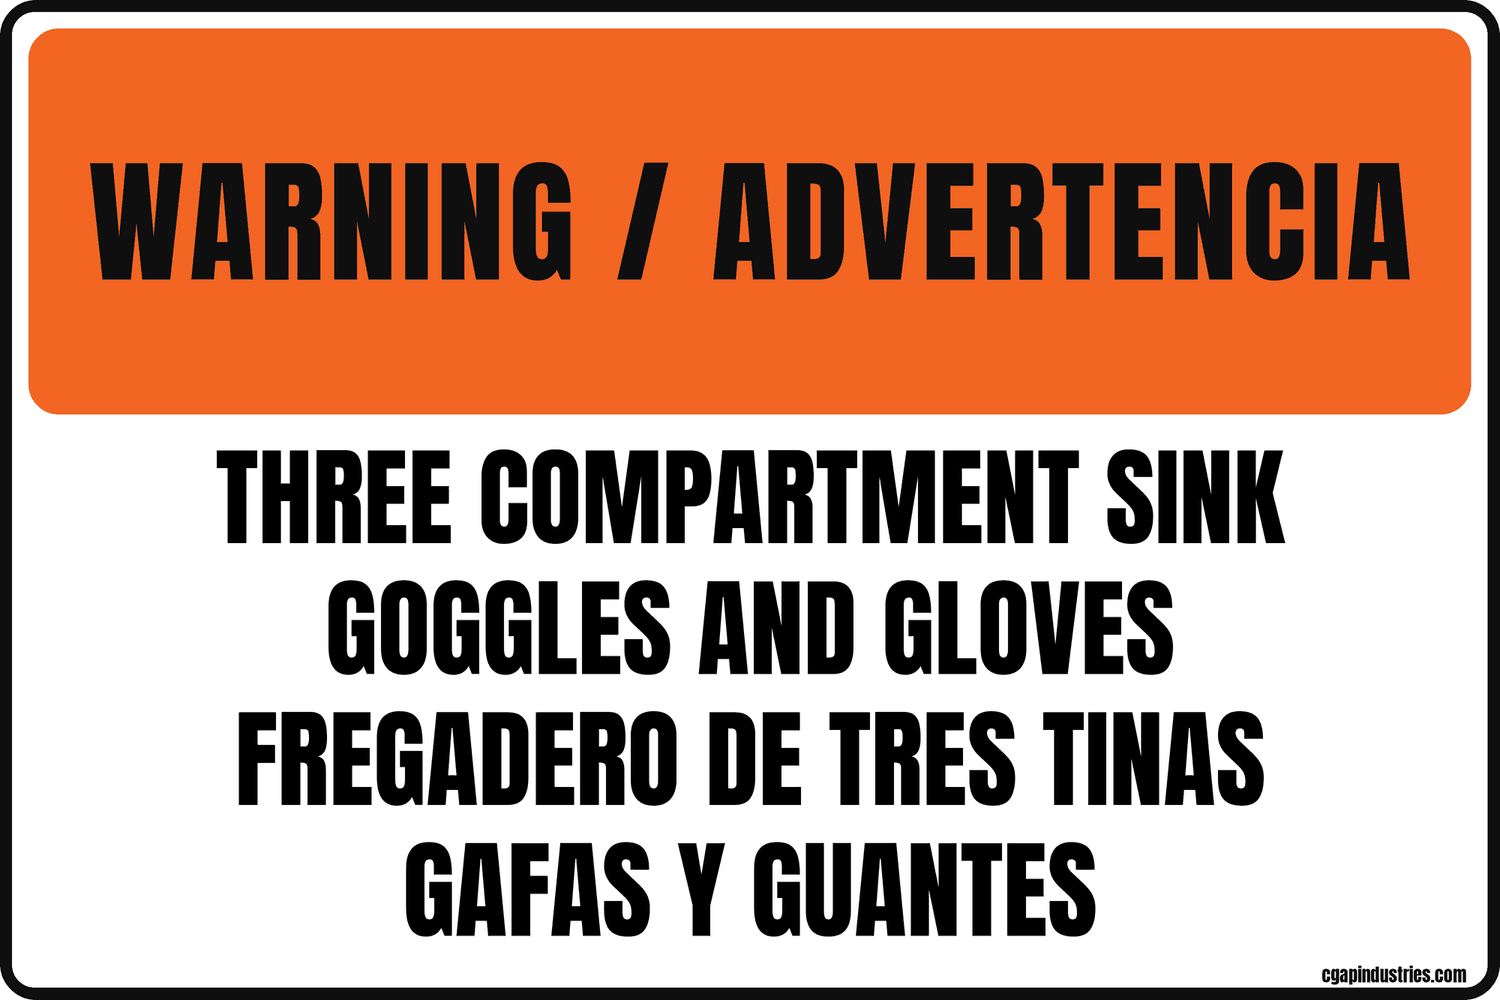 WARNING / ADVERTENCIA
THREE COMPARTMENT SINK
GOGGLES AND GLOVES
FREGADERO DE TRES TINAS
GAFAS Y GUANTES
cgapindustries.com